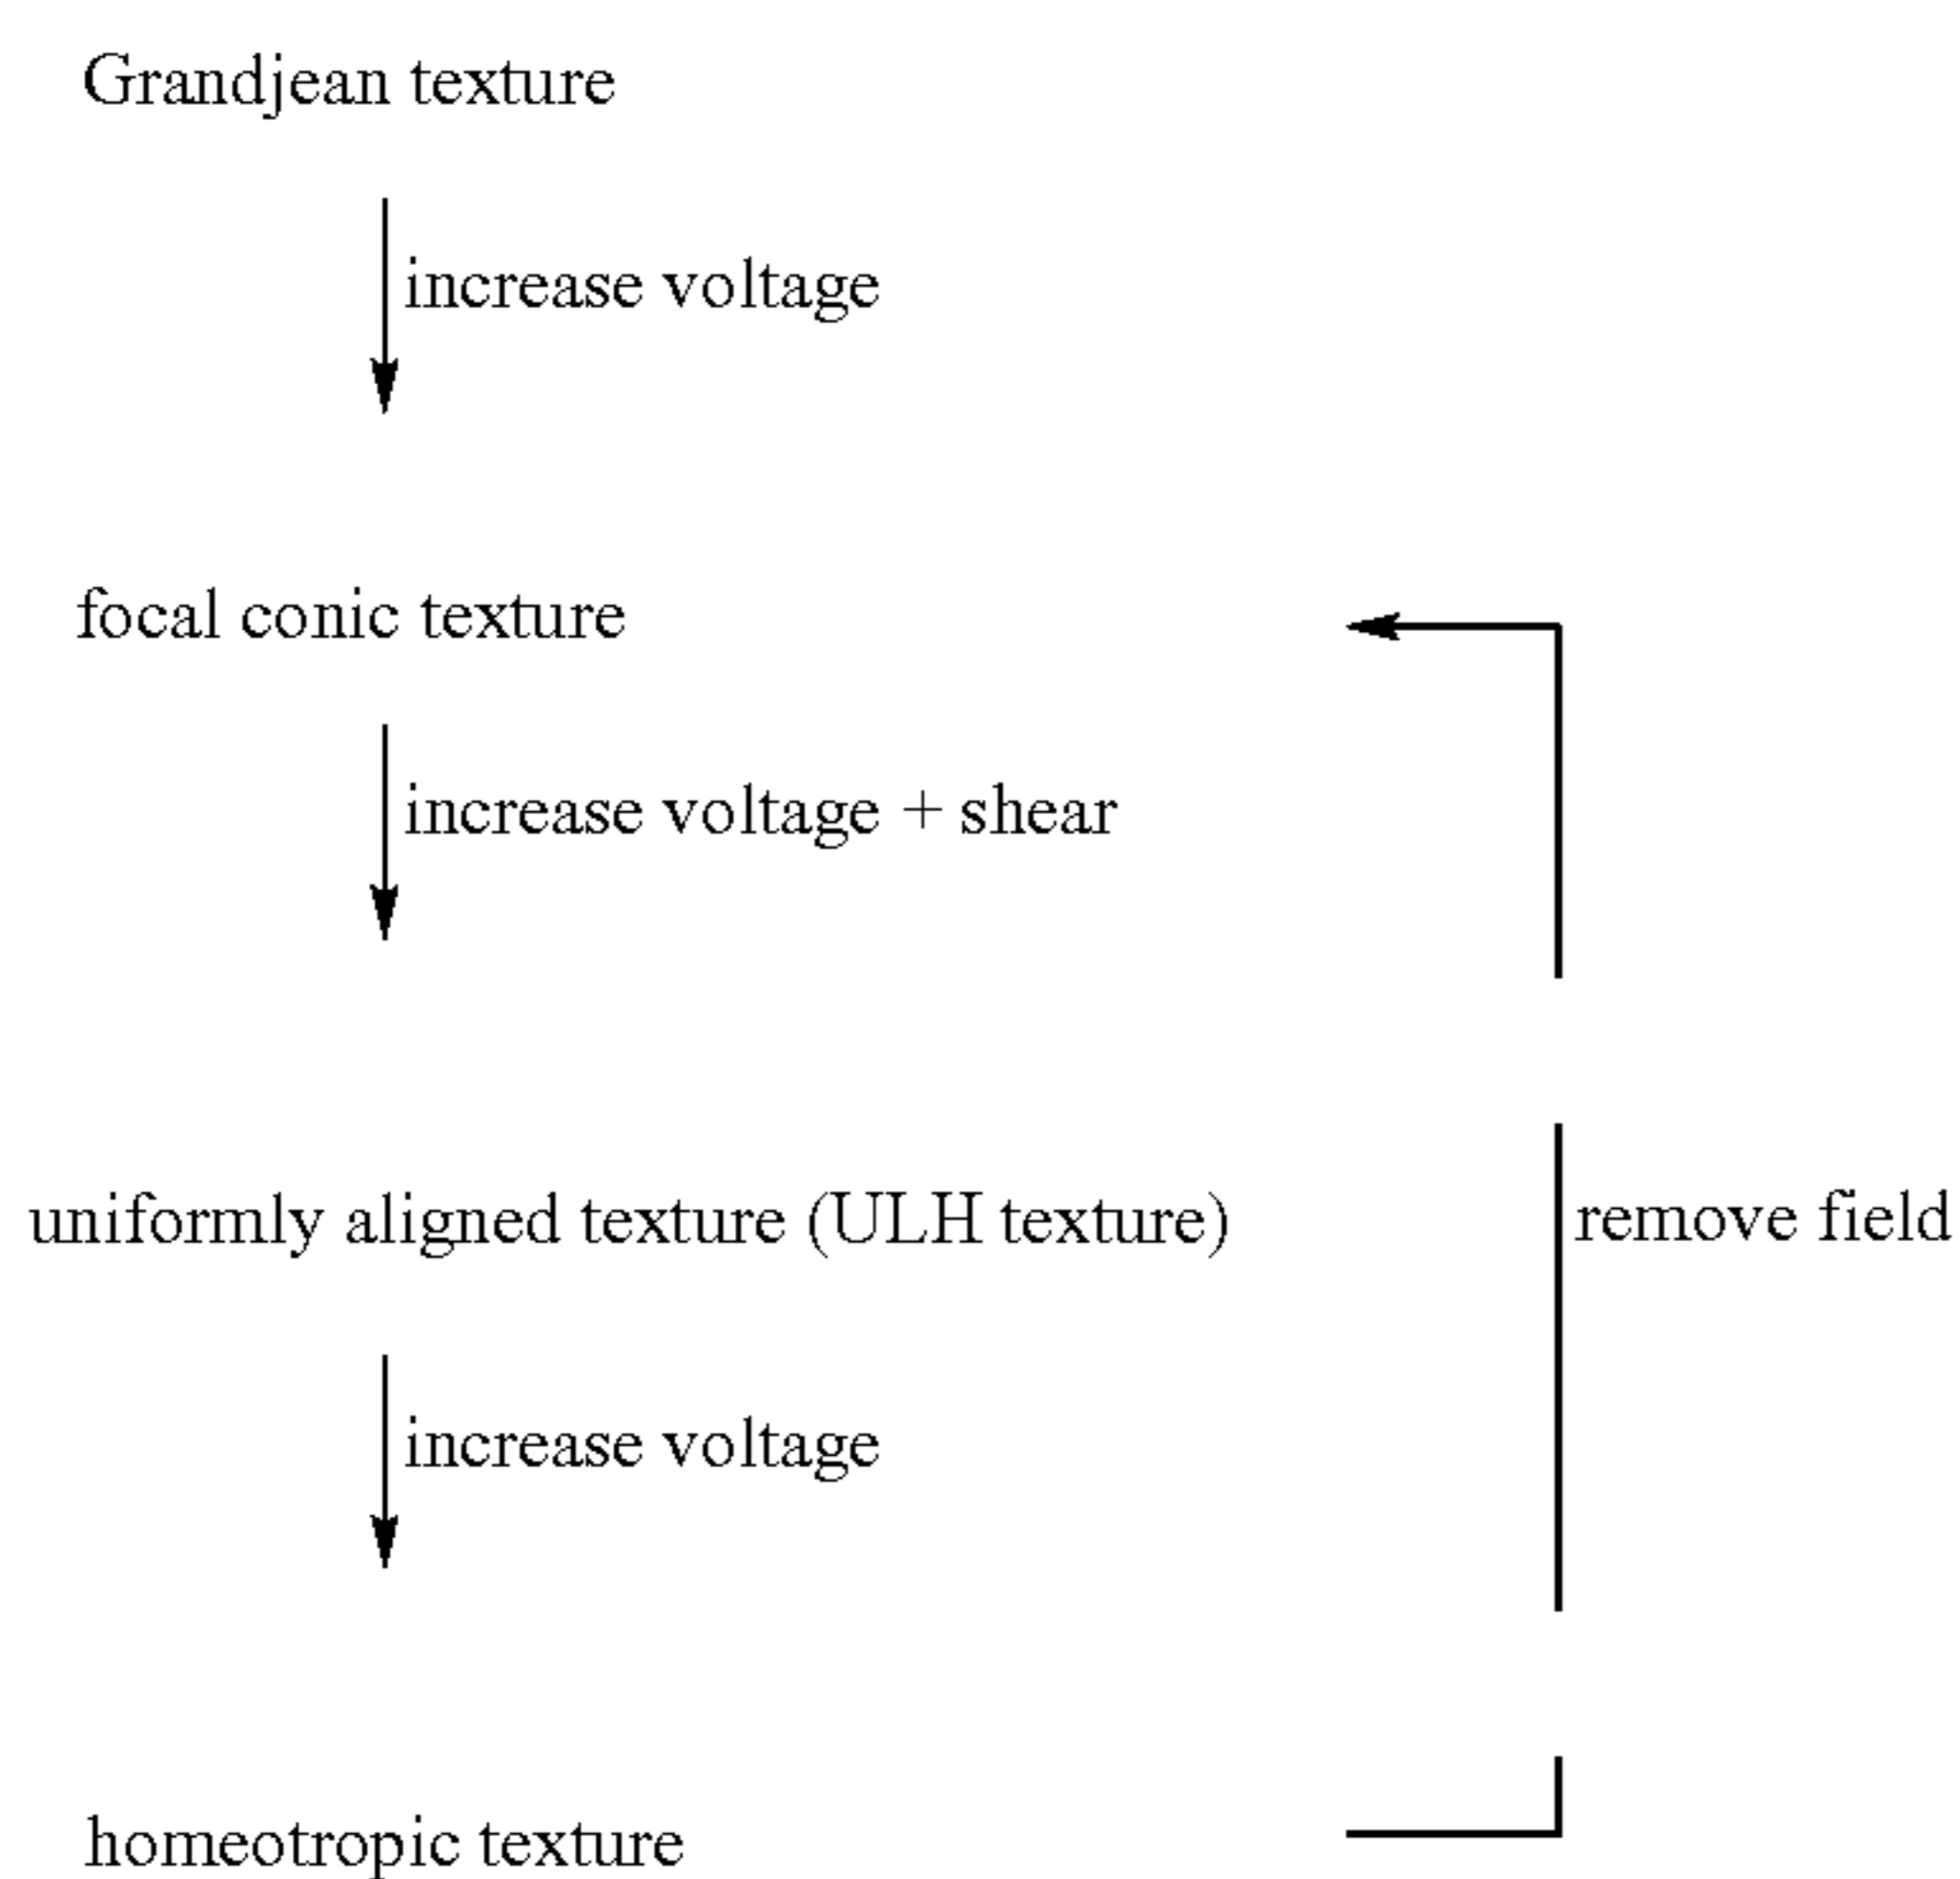 Grandjean texture
increase voltage
focal conic texture
increase voltage + shear
uniformly aligned texture (ULH texture)
remove field
increase voltage
homeotropic texture